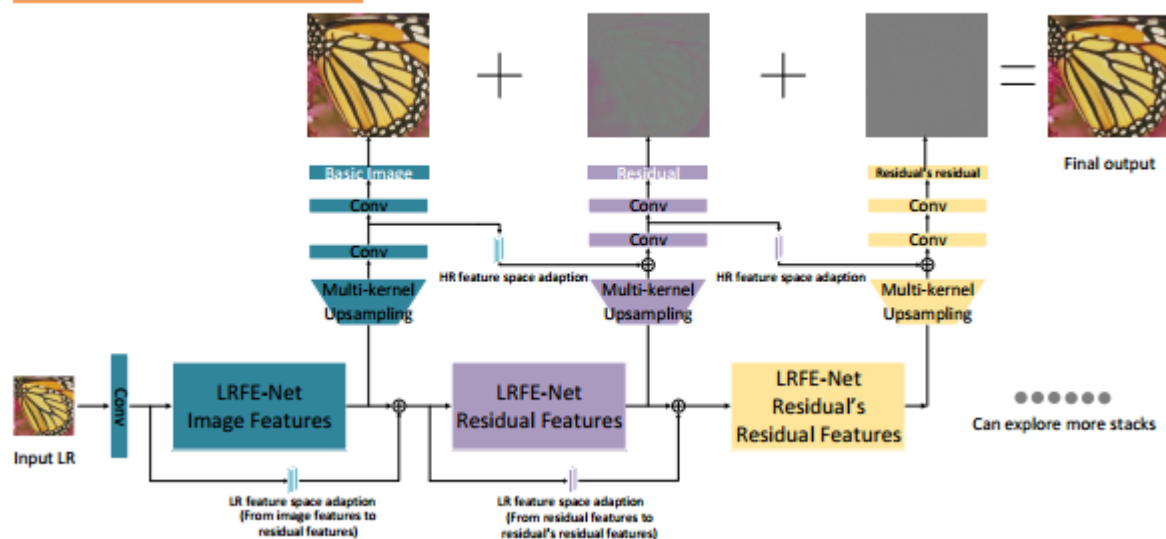 Final output
Basic Image
Residual
Residual's residual
Conv
Conv
Conv
Conv
Conv
Conv
HR feature space adaption
HR feature space adaption
Multi-kernel
Upsampling
Multi-kernel
Upsampling
Multi-kernel
Upsampling
Input LR
Conv
LRFE-Net
Image Features
LRFE-Net
Residual Features
LRFE-Net
Residual's
Residual Features
Can explore more stacks
LR feature space adaption
(From image features to
residual features)
LR feature space adaption
(From residual features to
residual's residual features)